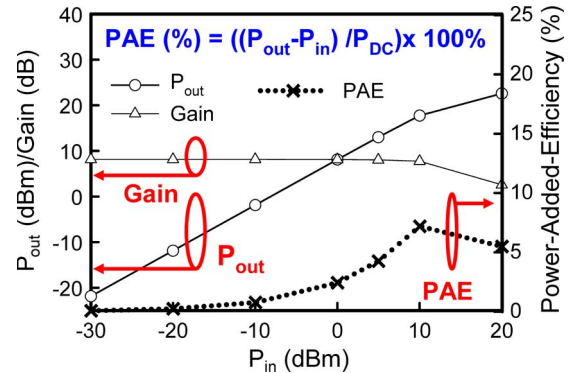 PAE (%) = ((Pout-Pin) /PDC)x 100%
Pout
Gain
PAE
Gain
Pout
PAE
40
30
20
10
0
-10
-20
25
20
15
10
5
0
-30
-20
-10
0
10
20
Pin (dBm)
Pout (dBm)/Gain (dB)
Power-Added-Efficiency (%)